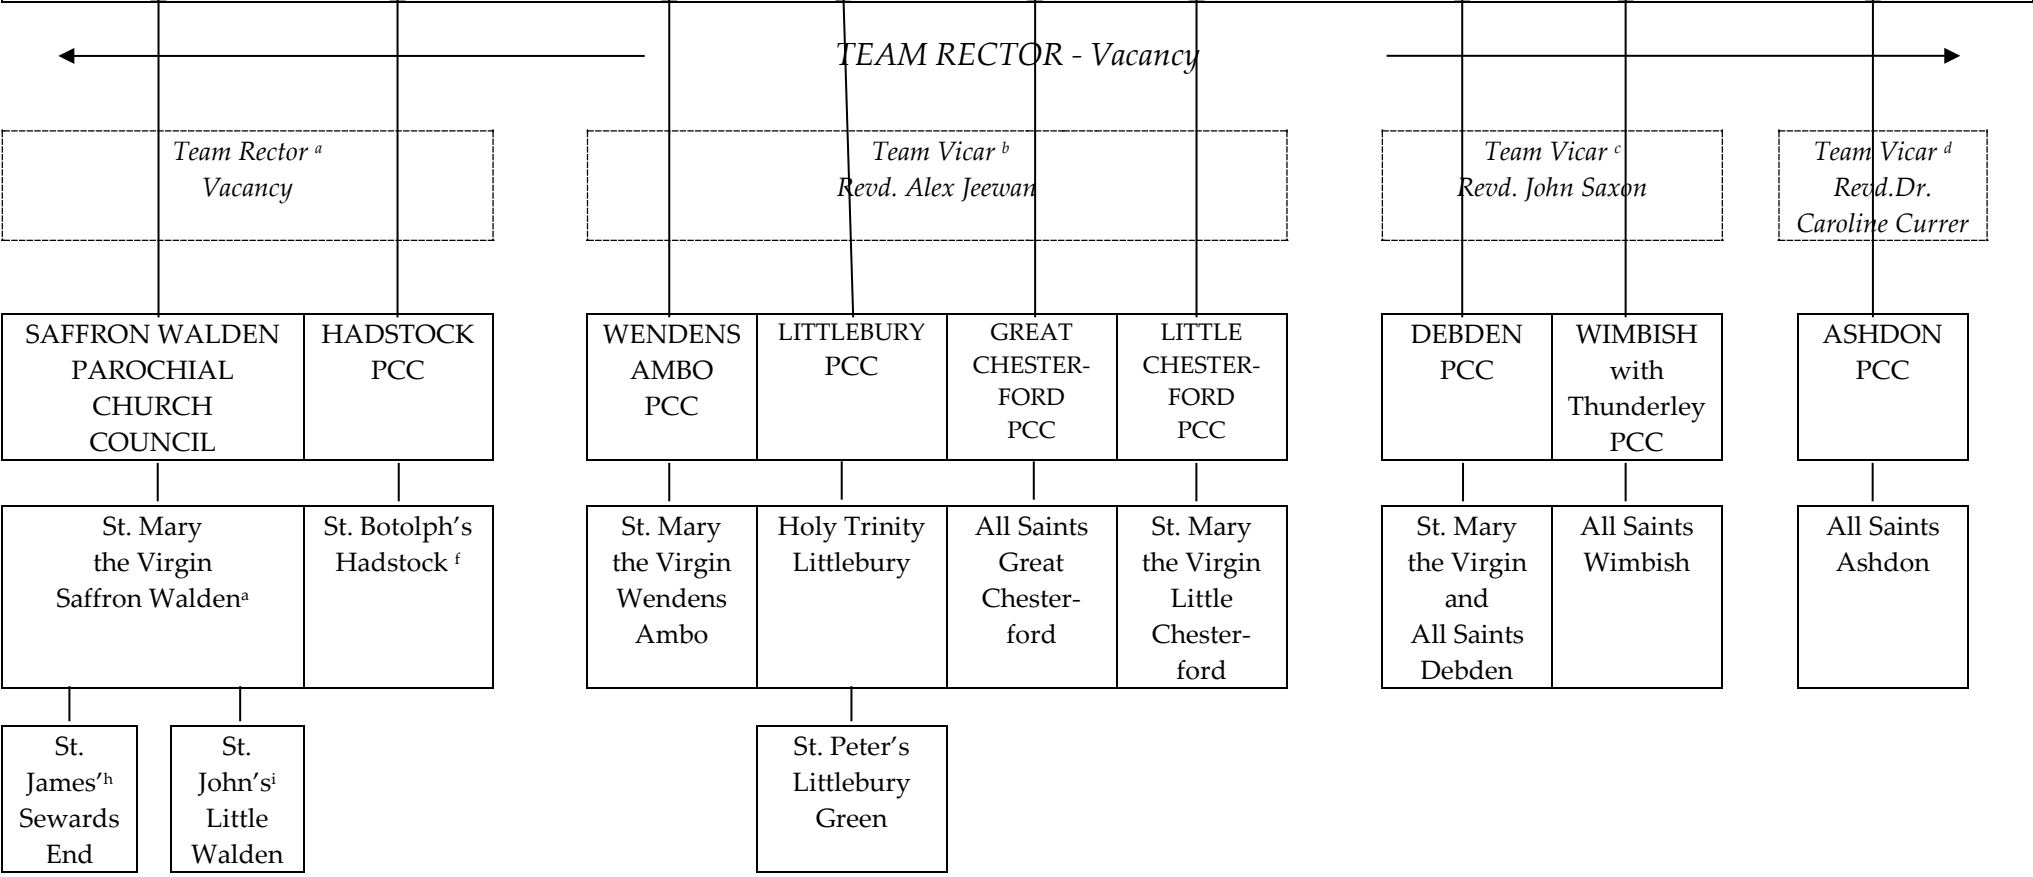 TEAM RECTOR - Vacancy
Team Rector ᵃ
Vacancy
Team Vicar ᵇ
Revd. Alex Jeewan
Team Vicar ᶜ
Revd. John Saxon
Team Vicar ᵈ
Revd.Dr.
Caroline Currer
SAFFRON WALDEN
PAROCHIAL
CHURCH
COUNCIL
HADSTOCK
PCC
WENDENS
AMBO
PCC
LITTLEBURY
PCC
GREAT
CHESTER-
FORD
PCC
LITTLE
CHESTER-
FORD
PCC
DEBDEN
PCC
WIMBISH
with
Thunderley
PCC
ASHDON
PCC
St. Mary
the Virgin
Saffron Waldenᵃ
St. Botolph’s
Hadstock ᶠ
St. Mary
the Virgin
Wendens
Ambo
Holy Trinity
Littlebury
All Saints
Great
Chester-
ford
St. Mary
the Virgin
Little
Chester-
ford
St. Mary
the Virgin
and
All Saints
Debden
All Saints
Wimbish
All Saints
Ashdon
St.
James’ʰ
Sewards
End
St.
John’sⁱ
Little
Walden
St. Peter’s
Littlebury
Green